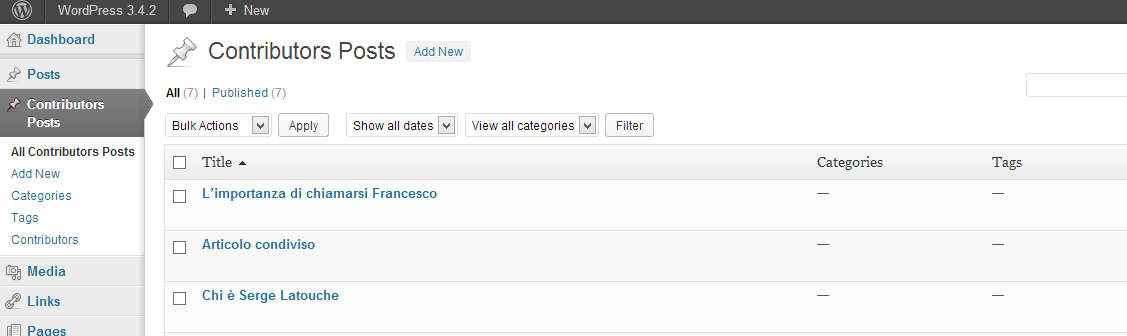 WordPress 3.4.2 New
Dashboard
Posts
Contributors
Posts
All Contributors Posts
Add New
Categories
Tags
Contributors
Media
Links
Pages
Contributors Posts Add New
All (7) | Published (7)
Bulk Actions Apply Show all dates View all categories Filter
Title Categories Tags
L'importanza di chiamarsi Francesco — —
Articolo condiviso — —
Chi è Serge Latouche — —